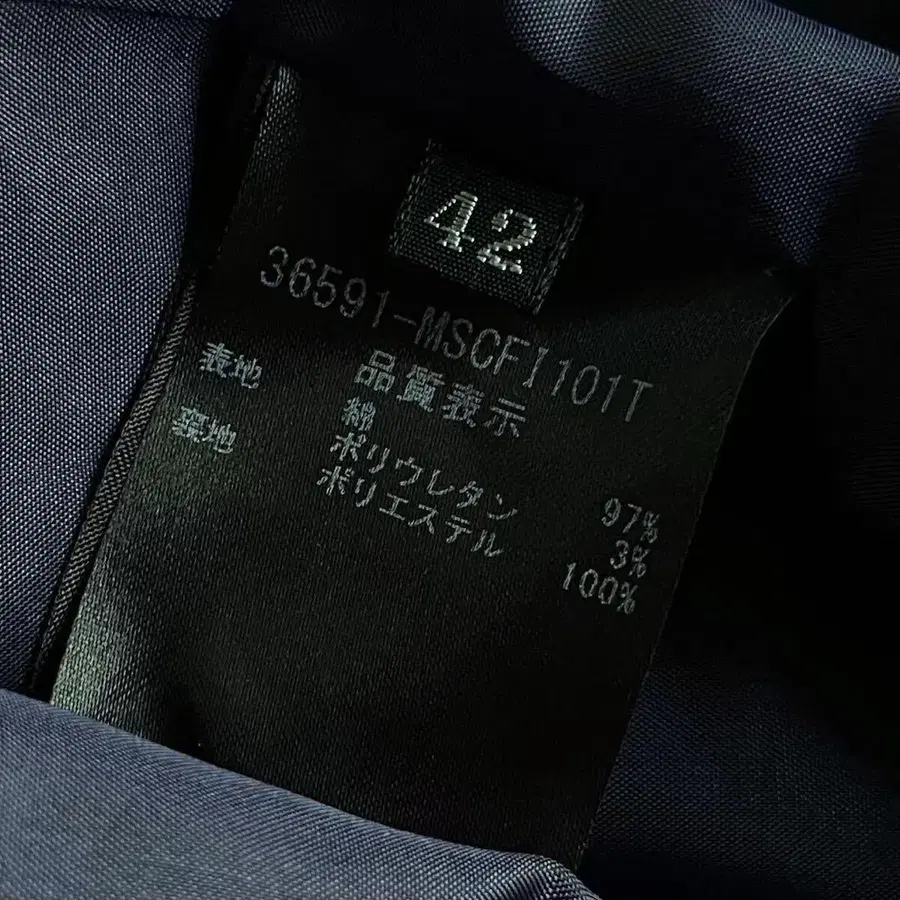 42
36591-MSCFI101T
品質表示
表地 綿 97%
ポリウレタン 3%
裏地 ポリエステル 100%